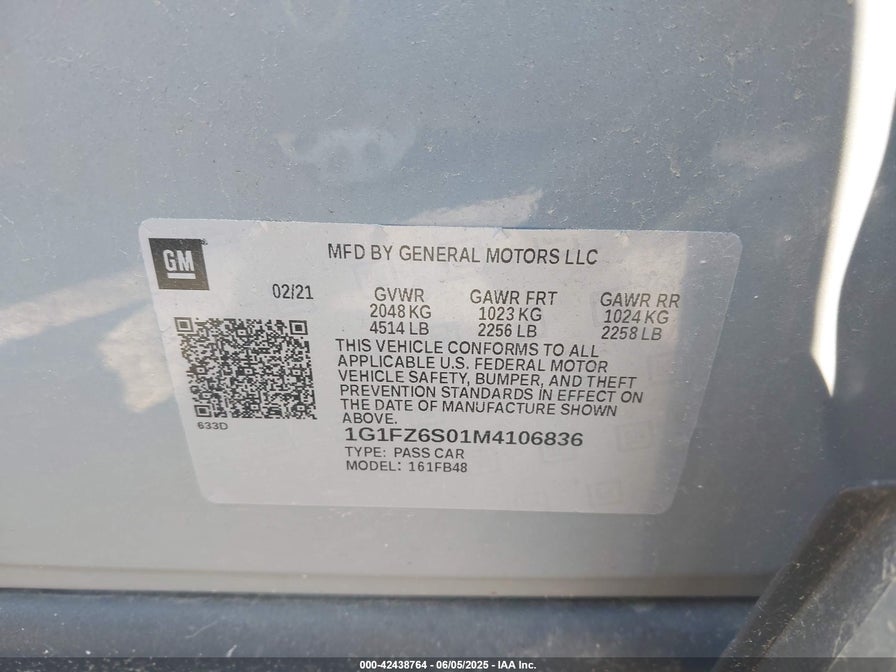 GM
MFD BY GENERAL MOTORS LLC
02/21
GVWR GAWR FRT GAWR RR
2048 KG 1023 KG 1024 KG
4514 LB 2256 LB 2258 LB
THIS VEHICLE CONFORMS TO ALL
APPLICABLE U.S. FEDERAL MOTOR
VEHICLE SAFETY, BUMPER, AND THEFT
PREVENTION STANDARDS IN EFFECT ON
THE DATE OF MANUFACTURE SHOWN
ABOVE.
633D
1G1FZ6S01M4106836
TYPE: PASS CAR
MODEL: 161FB48
000-42438764 - 06/05/2025 - IAA Inc.